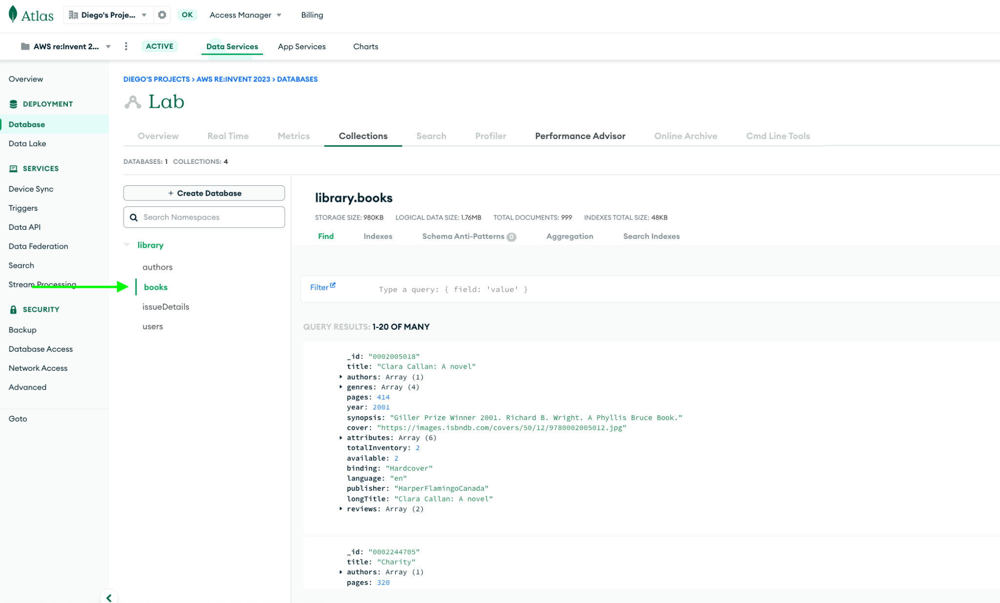 Atlas
Diego's Proje...
OK
Access Manager
Billing
AWS re:Invent 2...
ACTIVE
Data Services
App Services
Charts
Overview
DEPLOYMENT
Database
Data Lake
SERVICES
Device Sync
Triggers
Data API
Data Federation
Search
Stream Processing
SECURITY
Backup
Database Access
Network Access
Advanced
Goto
DIEGO'S PROJECTS > AWS RE:INVENT 2023 > DATABASES
Lab
Overview
Real Time
Metrics
Collections
Search
Profiler
Performance Advisor
Online Archive
Cmd Line Tools
DATABASES: 1 COLLECTIONS: 4
+ Create Database
Search Namespaces
library
authors
books
issueDetails
users
library.books
STORAGE SIZE: 980KB LOGICAL DATA SIZE: 1.76MB TOTAL DOCUMENTS: 999 INDEXES TOTAL SIZE: 48KB
Find
Indexes
Schema Anti-Patterns 0
Aggregation
Search Indexes
Filter
Type a query: { field: 'value' }
QUERY RESULTS: 1-20 OF MANY
_id: "0002005018"
title: "Clara Callan: A novel"
authors: Array (1)
genres: Array (4)
pages: 414
year: 2001
synopsis: "Giller Prize Winner 2001. Richard B. Wright. A Phyllis Bruce Book."
cover: "https://images.isbndb.com/covers/50/12/9780002005012.jpg"
attributes: Array (6)
totalInventory: 2
available: 2
binding: "Hardcover"
language: "en"
publisher: "HarperFlamingoCanada"
longTitle: "Clara Callan: A novel"
reviews: Array (2)
_id: "0002244705"
title: "Charity"
authors: Array (1)
pages: 320